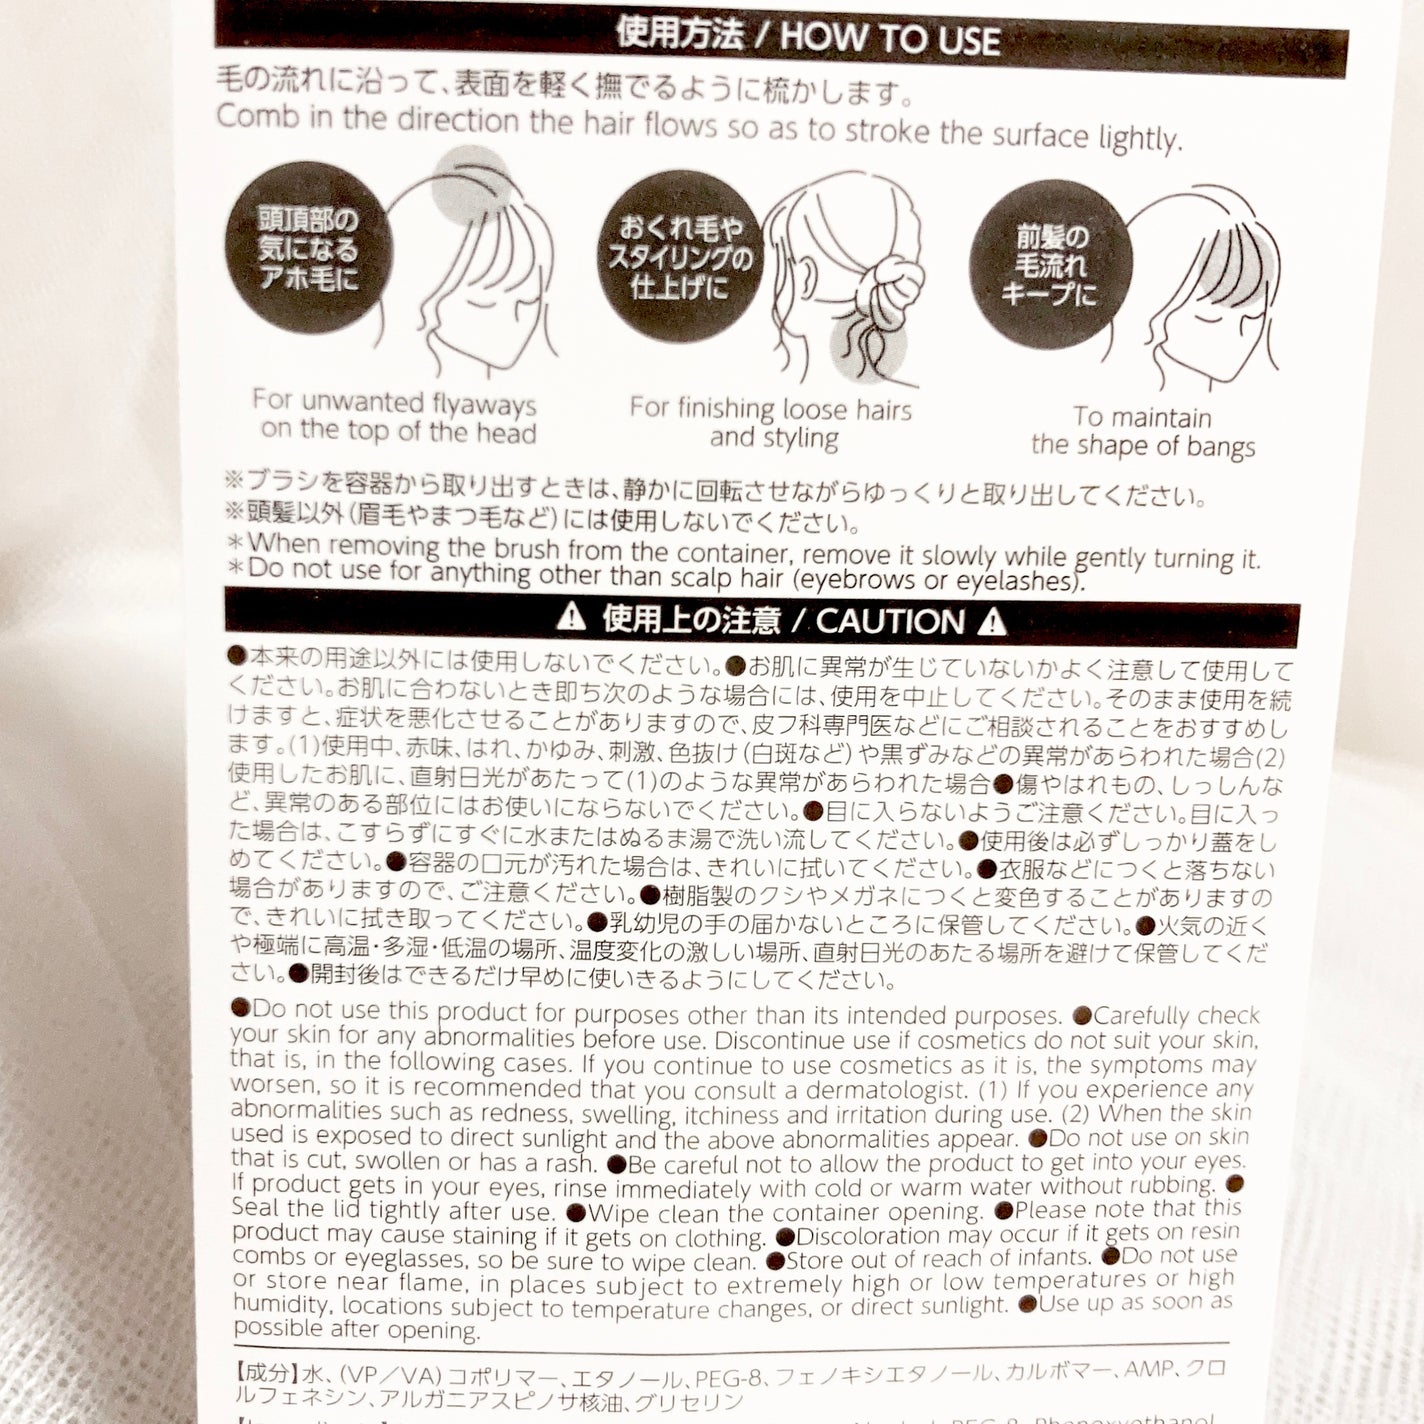 使用方法 / HOW TO USE
毛の流れに沿って、表面を軽く撫でるように梳かします。
Comb in the direction the hair flows so as to stroke the surface lightly.
頭頂部の
気になる
アホ毛に
おくれ毛や
スタイリングの
仕上げに
前髪の
毛流れ
キープに
For unwanted flyaways
on the top of the head
For finishing loose hairs
and styling
To maintain
the shape of bangs
※ブラシを容器から取り出すときは、静かに回転させながらゆっくりと取り出してください。
※頭髪以外(眉毛やまつ毛など)には使用しないでください。
＊When removing the brush from the container, remove it slowly while gently turning it.
＊Do not use for anything other than scalp hair (eyebrows or eyelashes).
⚠ 使用上の注意 / CAUTION ⚠
●本来の用途以外には使用しないでください。●お肌に異常が生じていないかよく注意して使用して
ください。お肌に合わないとき即ち次のような場合には、使用を中止してください。そのまま使用を続
けますと、症状を悪化させることがありますので、皮フ科専門医などにご相談されることをおすすめし
ます。(1)使用中、赤味、はれ、かゆみ、刺激、色抜け(白斑など)や黒ずみなどの異常があらわれた場合(2)
使用したお肌に、直射日光があたって(1)のような異常があらわれた場合●傷やはれもの、しっしんな
ど、異常のある部位にはお使いにならないでください。●目に入らないようご注意ください。目に入っ
た場合は、こすらずにすぐに水またはぬるま湯で洗い流してください。●使用後は必ずしっかり蓋をし
めてください。●容器の口元が汚れた場合は、きれいに拭いてください。●衣服などにつくと落ちない
場合がありますので、ご注意ください。●樹脂製のクシやメガネにつくと変色することがありますの
で、きれいに拭き取ってください。●乳幼児の手の届かないところに保管してください。●火気の近く
や極端に高温・多湿・低温の場所、温度変化の激しい場所、直射日光のあたる場所を避けて保管してくだ
さい。●開封後はできるだけ早めに使いきるようにしてください。
●Do not use this product for purposes other than its intended purposes. ●Carefully check
your skin for any abnormalities before use. Discontinue use if cosmetics do not suit your skin,
that is, in the following cases. If you continue to use cosmetics as it is, the symptoms may
worsen, so it is recommended that you consult a dermatologist. (1) If you experience any
abnormalities such as redness, swelling, itchiness and irritation during use. (2) When the skin
used is exposed to direct sunlight and the above abnormalities appear. ●Do not use on skin
that is cut, swollen or has a rash. ●Be careful not to allow the product to get into your eyes.
If product gets in your eyes, rinse immediately with cold or warm water without rubbing. ●
Seal the lid tightly after use. ●Wipe clean the container opening. ●Please note that this
product may cause staining if it gets on clothing. ●Discoloration may occur if it gets on resin
combs or eyeglasses, so be sure to wipe clean. ●Store out of reach of infants. ●Do not use
or store near flame, in places subject to extremely high or low temperatures or high
humidity, locations subject to temperature changes, or direct sunlight. ●Use up as soon as
possible after opening.
【成分】水、(VP／VA)コポリマー、エタノール、PEG-8、フェノキシエタノール、カルボマー、AMP、クロ
ルフェネシン、アルガニアスピノサ核油、グリセリン